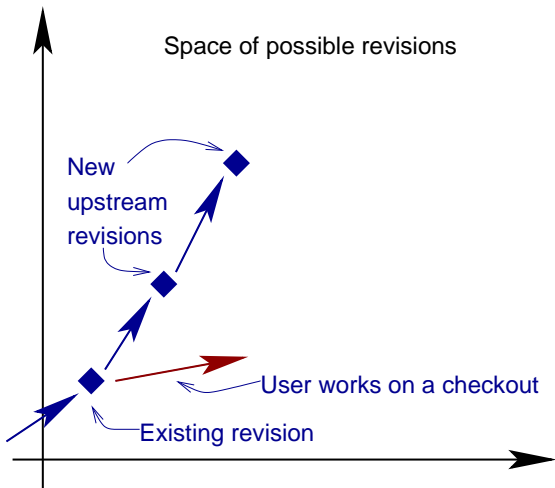 Space of possible revisions
New
upstream
revisions
User works on a checkout
Existing revision